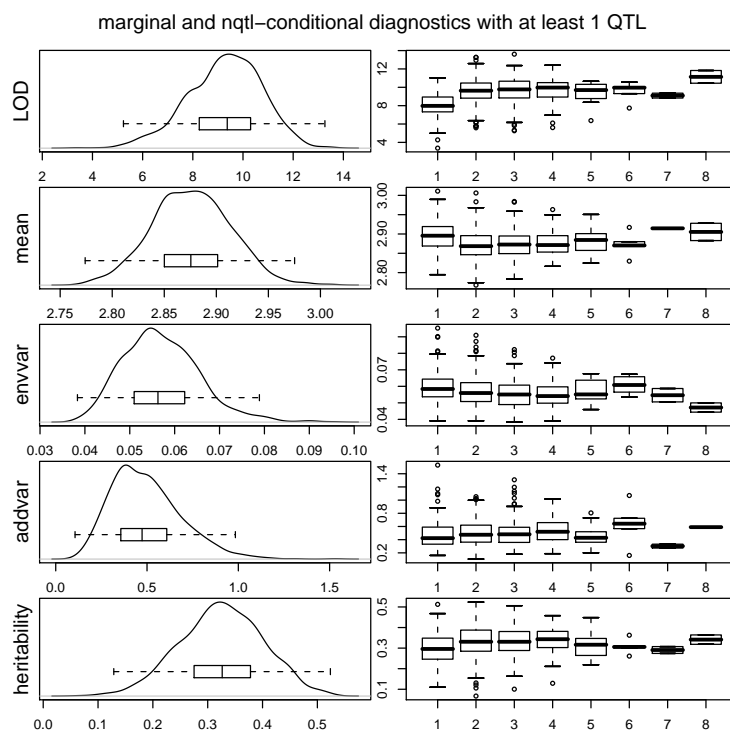 marginal and nqtl−conditional diagnostics with at least 1 QTL
LOD
2 4 6 8 10 12 14
4 8 12
1 2 3 4 5 6 7 8
mean
2.75 2.80 2.85 2.90 2.95 3.00
2.80 2.90 3.00
1 2 3 4 5 6 7 8
envvar
0.03 0.04 0.05 0.06 0.07 0.08 0.09 0.10
0.04 0.07
1 2 3 4 5 6 7 8
addvar
0.0 0.5 1.0 1.5
0.2 0.8 1.4
1 2 3 4 5 6 7 8
heritability
0.0 0.1 0.2 0.3 0.4 0.5
0.1 0.3 0.5
1 2 3 4 5 6 7 8